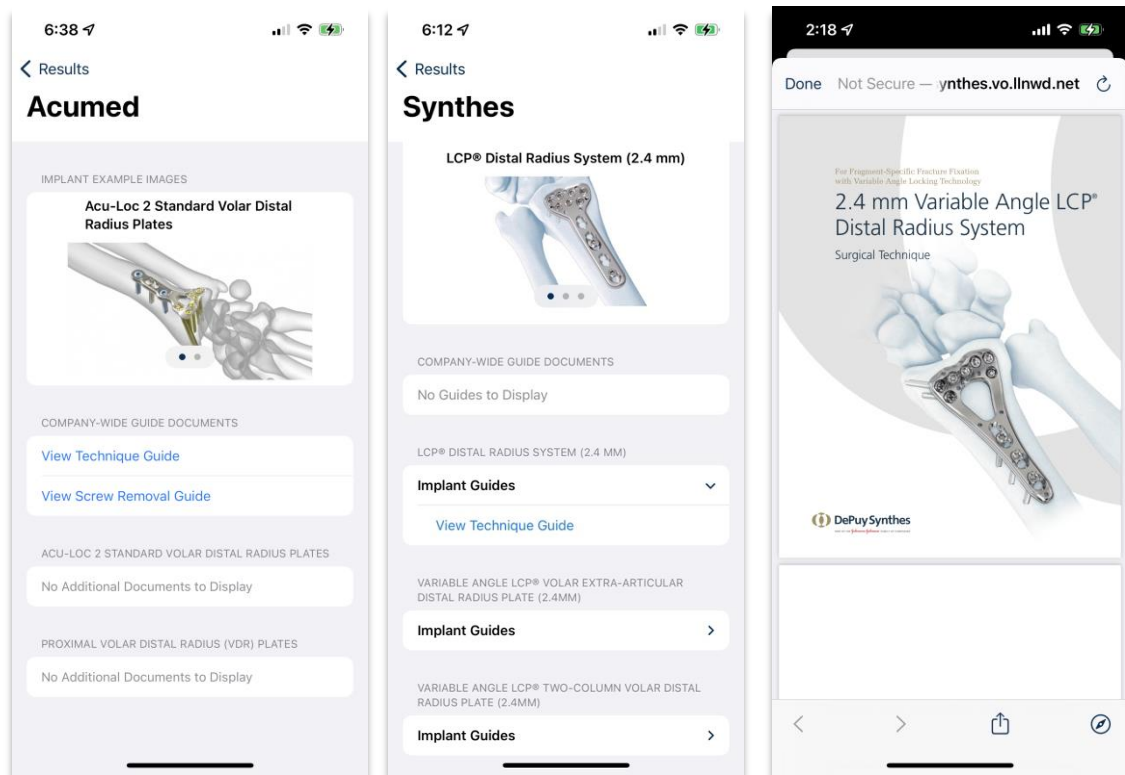 6:38
Results
Acumed
IMPLANT EXAMPLE IMAGES
Acu-Loc 2 Standard Volar Distal
Radius Plates
COMPANY-WIDE GUIDE DOCUMENTS
View Technique Guide
View Screw Removal Guide
ACU-LOC 2 STANDARD VOLAR DISTAL RADIUS PLATES
No Additional Documents to Display
PROXIMAL VOLAR DISTAL RADIUS (VDR) PLATES
No Additional Documents to Display
6:12
Results
Synthes
LCP® Distal Radius System (2.4 mm)
COMPANY-WIDE GUIDE DOCUMENTS
No Guides to Display
LCP® DISTAL RADIUS SYSTEM (2.4 MM)
Implant Guides
View Technique Guide
VARIABLE ANGLE LCP® VOLAR EXTRA-ARTICULAR
DISTAL RADIUS PLATE (2.4MM)
Implant Guides
VARIABLE ANGLE LCP® TWO-COLUMN VOLAR DISTAL
RADIUS PLATE (2.4MM)
Implant Guides
2:18
Done Not Secure — ynthes.vo.llnwd.net
For Fragment-Specific Fracture Fixation
with Variable Angle Locking Technology
2.4 mm Variable Angle LCP®
Distal Radius System
Surgical Technique
DePuy Synthes